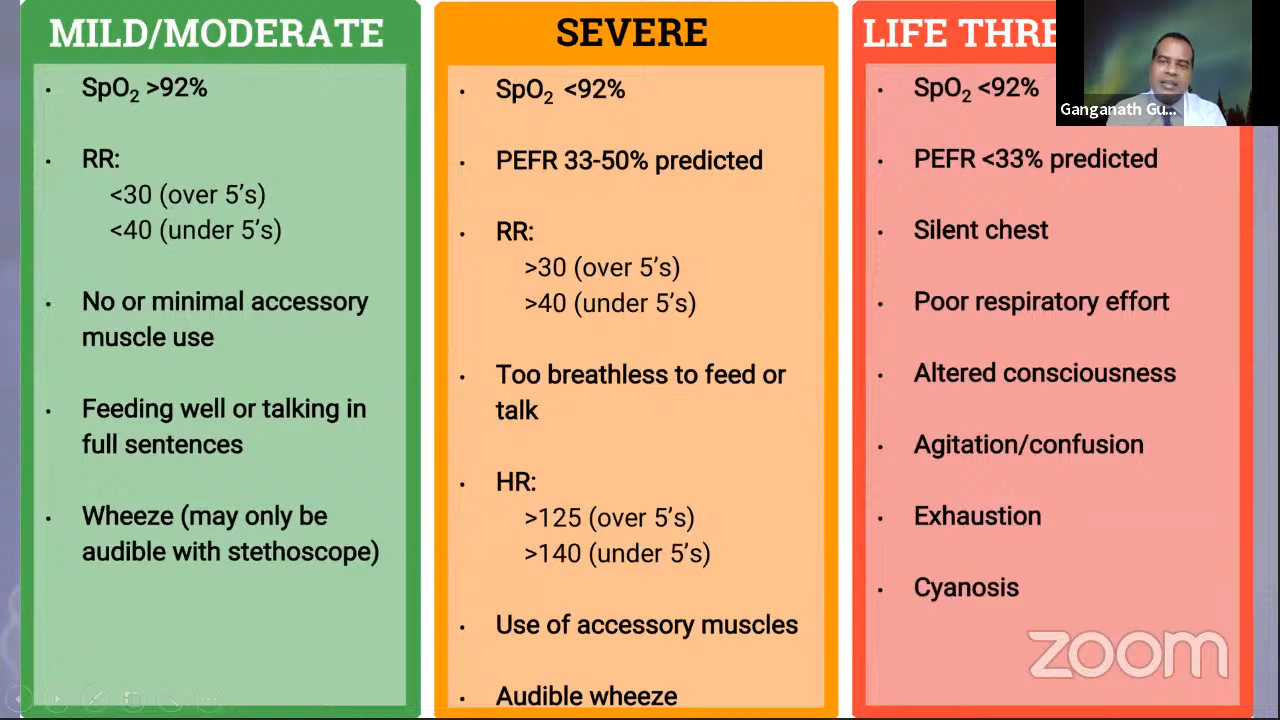 MILD/MODERATE
• SpO₂ >92%
• RR:
<30 (over 5’s)
<40 (under 5’s)
• No or minimal accessory
muscle use
• Feeding well or talking in
full sentences
• Wheeze (may only be
audible with stethoscope)
SEVERE
• SpO₂ <92%
• PEFR 33-50% predicted
• RR:
>30 (over 5’s)
>40 (under 5’s)
• Too breathless to feed or
talk
• HR:
>125 (over 5’s)
>140 (under 5’s)
• Use of accessory muscles
• Audible wheeze
LIFE THRE
• SpO₂ <92%
• PEFR <33% predicted
• Silent chest
• Poor respiratory effort
• Altered consciousness
• Agitation/confusion
• Exhaustion
• Cyanosis
Ganganath Gu...
zoom